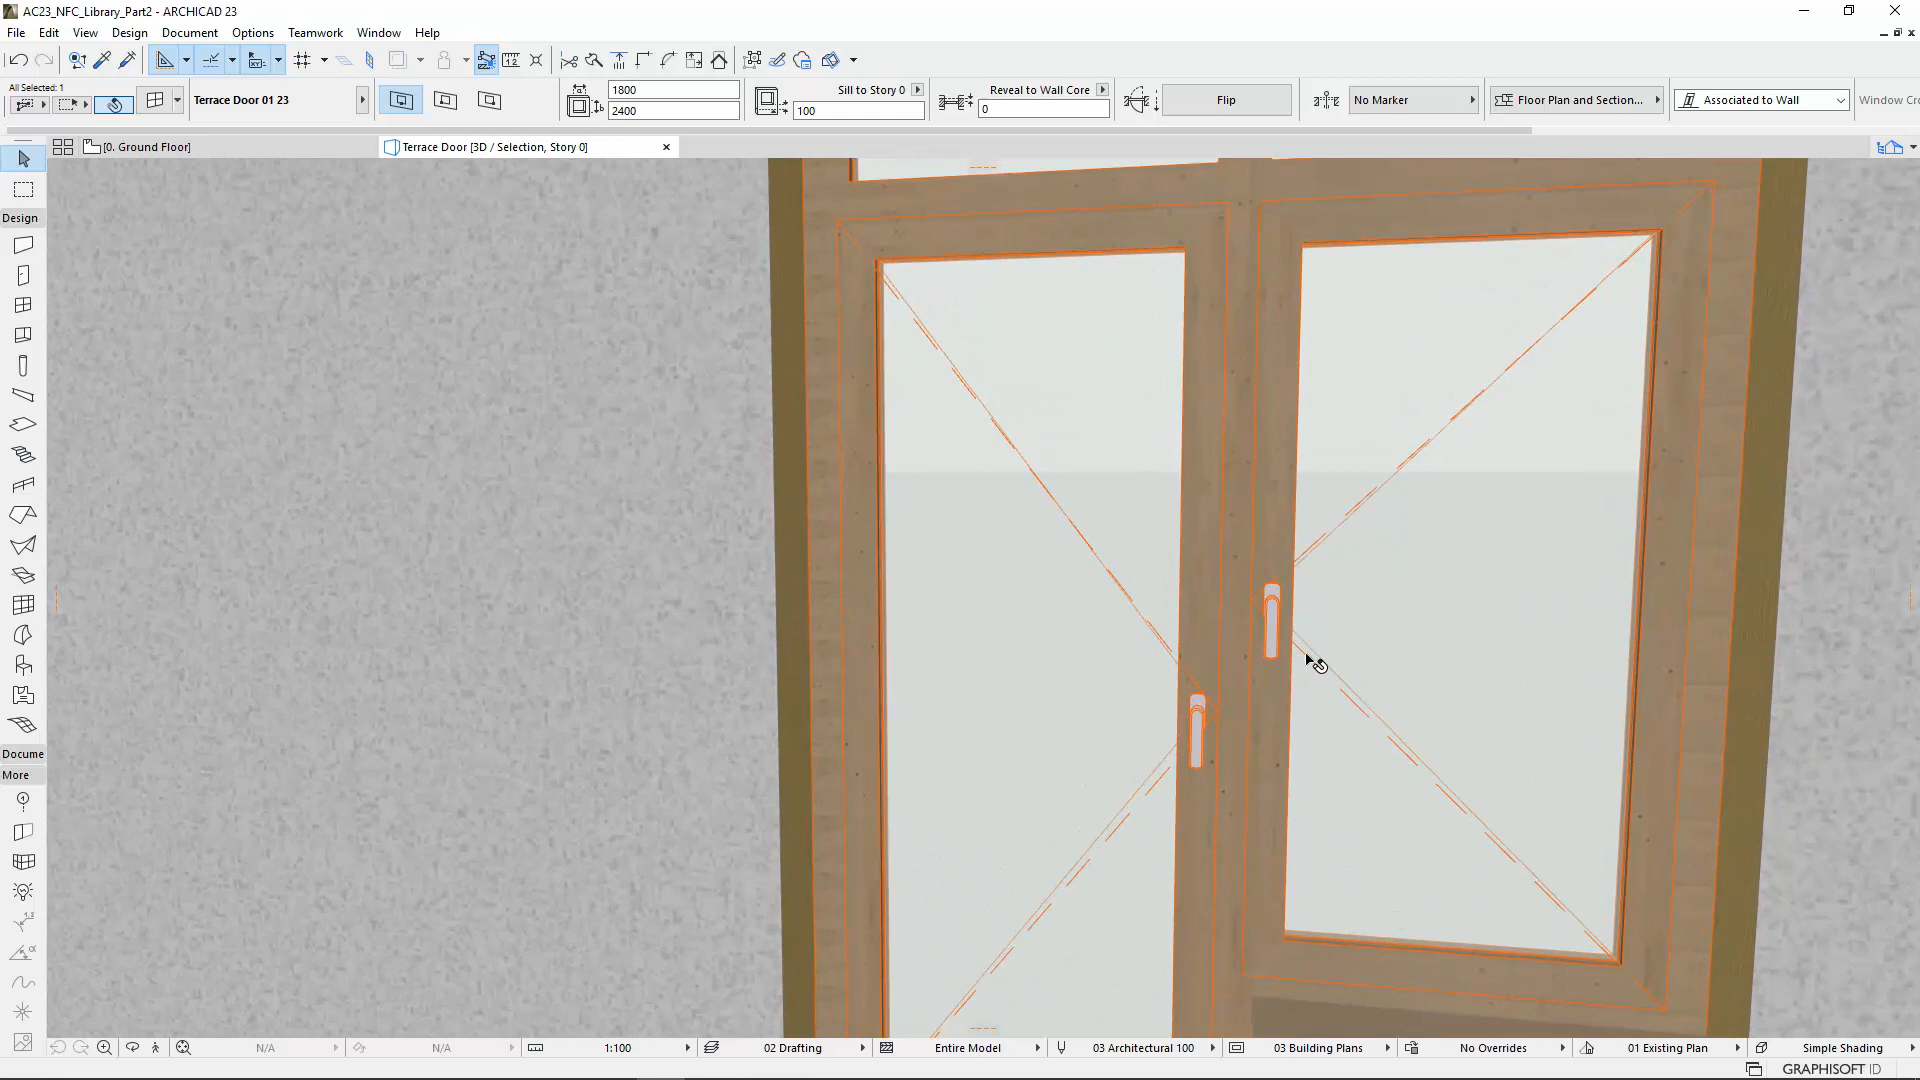 AC23_NFC_Library_Part2 - ARCHICAD 23
File Edit View Design Document Options Teamwork Window Help
All Selected: 1
Terrace Door 01 23
1800
2400
Sill to Story 0
100
Reveal to Wall Core
0
Flip
No Marker
Floor Plan and Section...
Associated to Wall
Window Cr
[0. Ground Floor]
Terrace Door [3D / Selection, Story 0]
Design
Docume
More
N/A
N/A
1:100
02 Drafting
Entire Model
03 Architectural 100
03 Building Plans
No Overrides
01 Existing Plan
Simple Shading
GRAPHISOFT ID